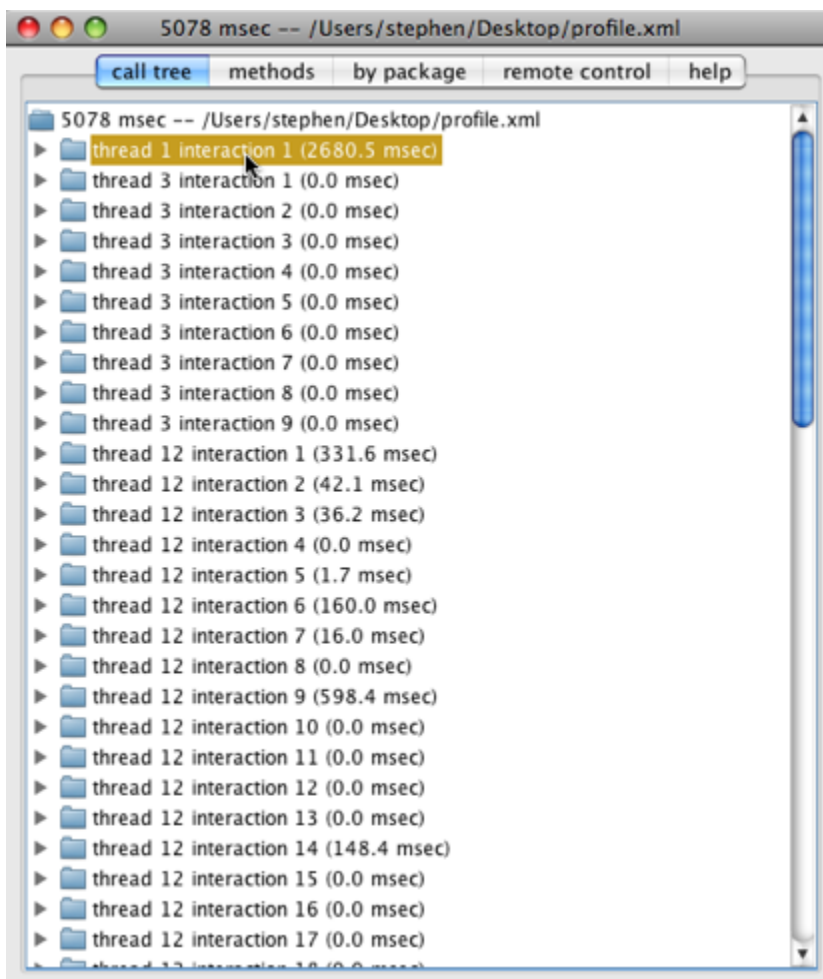 5078 msec -- /Users/stephen/Desktop/profile.xml
call tree methods by package remote control help
5078 msec -- /Users/stephen/Desktop/profile.xml
thread 1 interaction 1 (2680.5 msec)
thread 3 interaction 1 (0.0 msec)
thread 3 interaction 2 (0.0 msec)
thread 3 interaction 3 (0.0 msec)
thread 3 interaction 4 (0.0 msec)
thread 3 interaction 5 (0.0 msec)
thread 3 interaction 6 (0.0 msec)
thread 3 interaction 7 (0.0 msec)
thread 3 interaction 8 (0.0 msec)
thread 3 interaction 9 (0.0 msec)
thread 12 interaction 1 (331.6 msec)
thread 12 interaction 2 (42.1 msec)
thread 12 interaction 3 (36.2 msec)
thread 12 interaction 4 (0.0 msec)
thread 12 interaction 5 (1.7 msec)
thread 12 interaction 6 (160.0 msec)
thread 12 interaction 7 (16.0 msec)
thread 12 interaction 8 (0.0 msec)
thread 12 interaction 9 (598.4 msec)
thread 12 interaction 10 (0.0 msec)
thread 12 interaction 11 (0.0 msec)
thread 12 interaction 12 (0.0 msec)
thread 12 interaction 13 (0.0 msec)
thread 12 interaction 14 (148.4 msec)
thread 12 interaction 15 (0.0 msec)
thread 12 interaction 16 (0.0 msec)
thread 12 interaction 17 (0.0 msec)